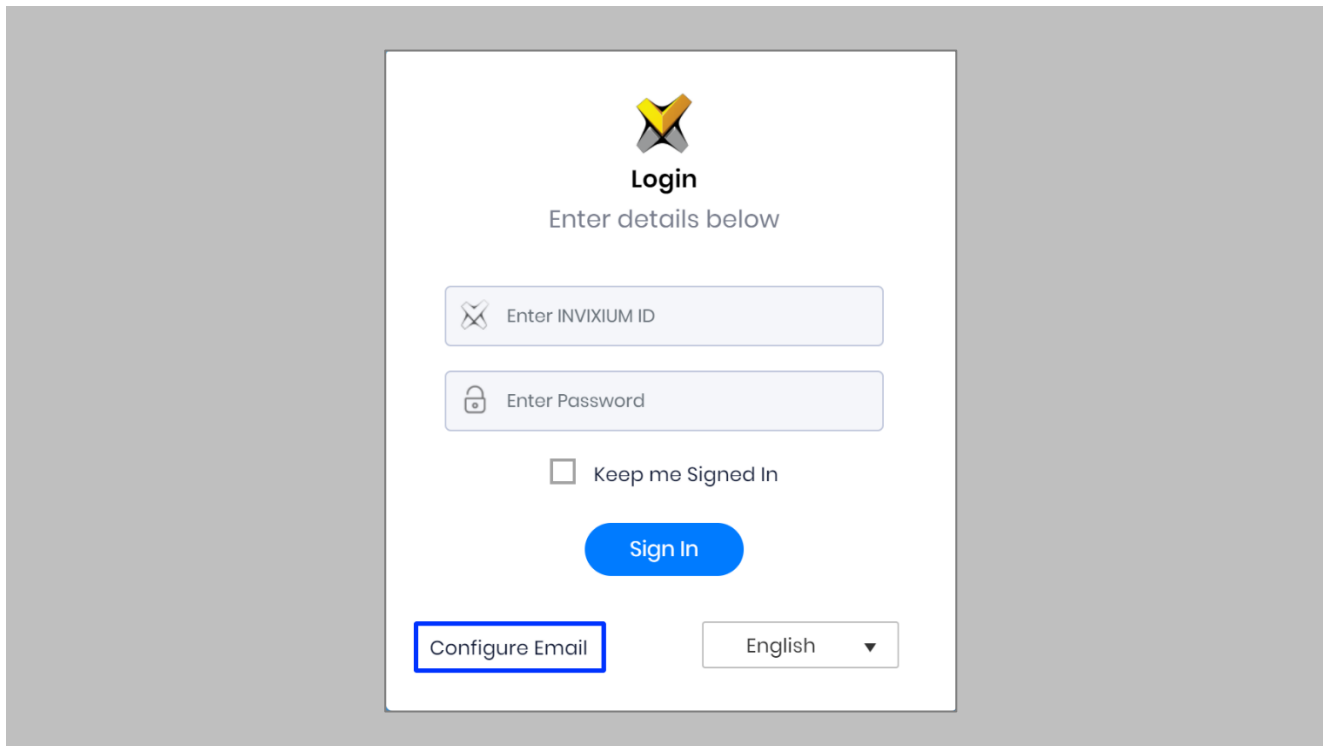 Login
Enter details below
Enter INVIXIUM ID
Enter Password
Keep me Signed In
Sign In
Configure Email
English